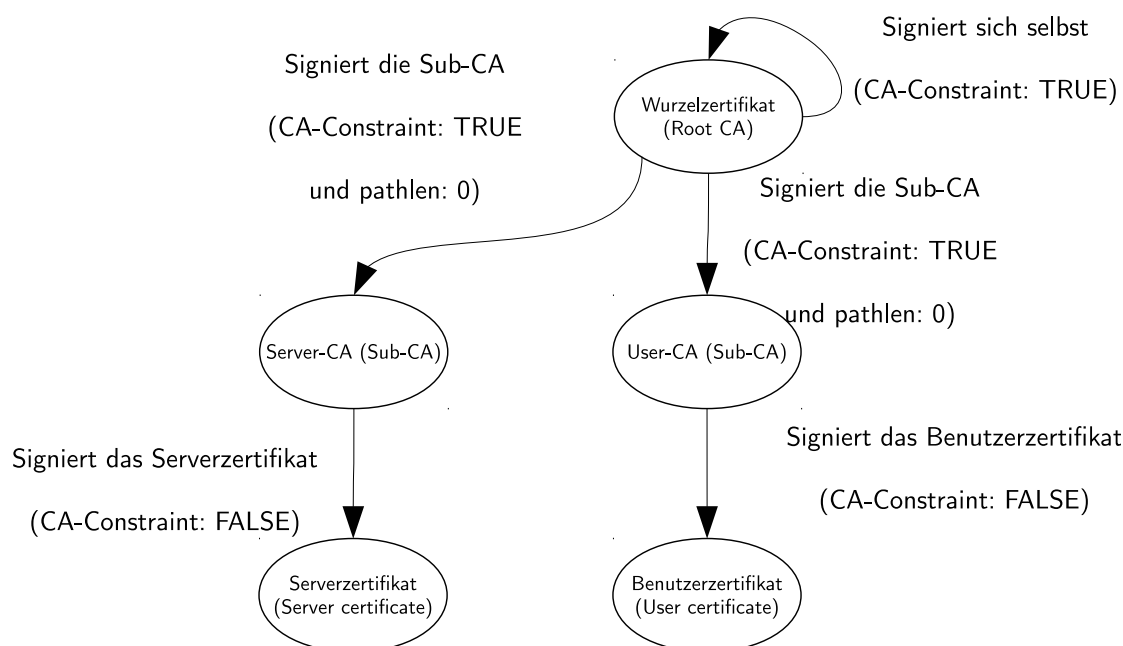 Signiert sich selbst
(CA-Constraint: TRUE)
Signiert die Sub-CA
(CA-Constraint: TRUE
und pathlen: 0)
Wurzelzertifikat
(Root CA)
Signiert die Sub-CA
(CA-Constraint: TRUE
und pathlen: 0)
Server-CA (Sub-CA)
User-CA (Sub-CA)
Signiert das Serverzertifikat
(CA-Constraint: FALSE)
Signiert das Benutzerzertifikat
(CA-Constraint: FALSE)
Serverzertifikat
(Server certificate)
Benutzerzertifikat
(User certificate)